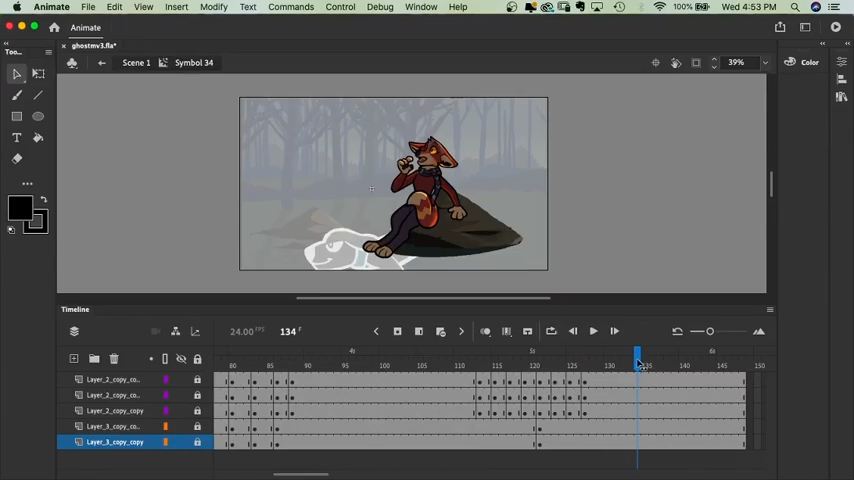 Animate File Edit View Insert Modify Text Commands Control Debug Window Help 100% Wed 4:53 PM
Animate
Too... × ghostmv3.fla*
Scene 1 Symbol 34 39% Color
T
Timeline
24.00 FPS 134 F
4s 5s 6s
80 85 90 95 100 105 110 115 120 125 130 135 140 145 150
Layer_2_copy_co...
Layer_2_copy_co...
Layer_2_copy_copy
Layer_3_copy_co...
Layer_3_copy_copy